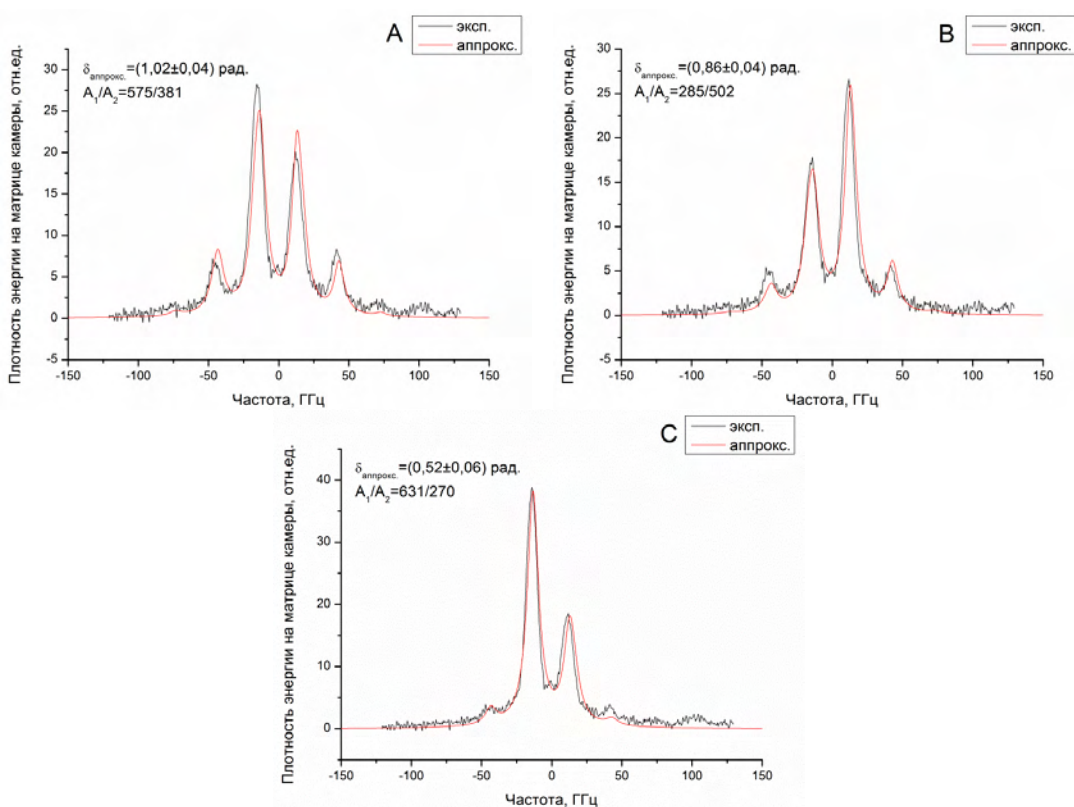 A
эксп.
аппрокс.
δаппрокс.=(1,02±0,04) рад.
A1/A2=575/381
Плотность энергии на матрице камеры, отн.ед.
30
25
20
15
10
5
0
-5
-150 -100 -50 0 50 100 150
Частота, ГГц
B
эксп.
аппрокс.
δаппрокс.=(0,86±0,04) рад.
A1/A2=285/502
Плотность энергии на матрице камеры, отн.ед.
30
25
20
15
10
5
0
-5
-150 -100 -50 0 50 100 150
Частота, ГГц
C
эксп.
аппрокс.
δаппрокс.=(0,52±0,06) рад.
A1/A2=631/270
Плотность энергии на матрице камеры, отн.ед.
40
30
20
10
0
-150 -100 -50 0 50 100 150
Частота, ГГц